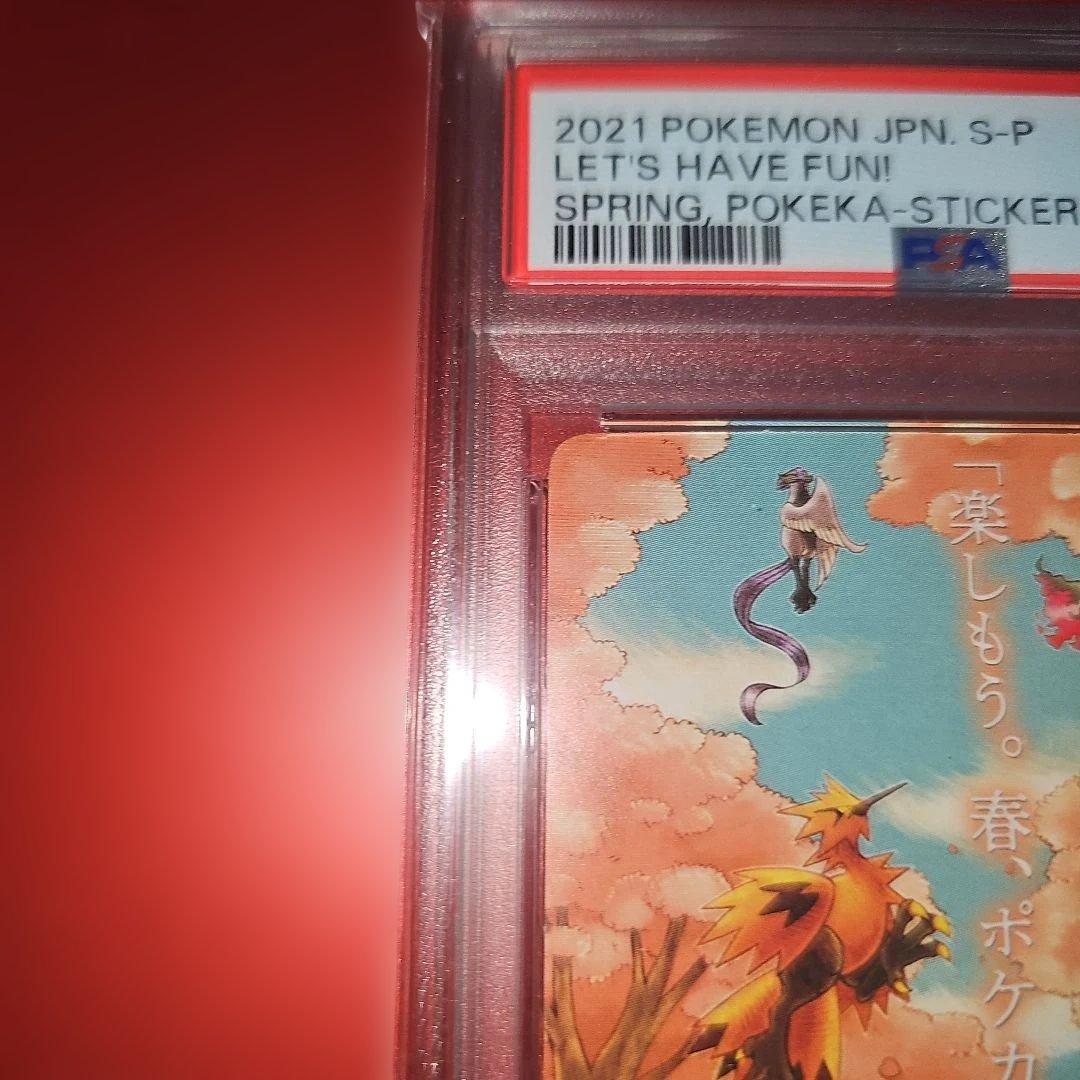 2021 POKEMON JPN. S-P
LET'S HAVE FUN!
SPRING, POKEKA-STICKER
PSA
「楽しもう。春、ポケカ